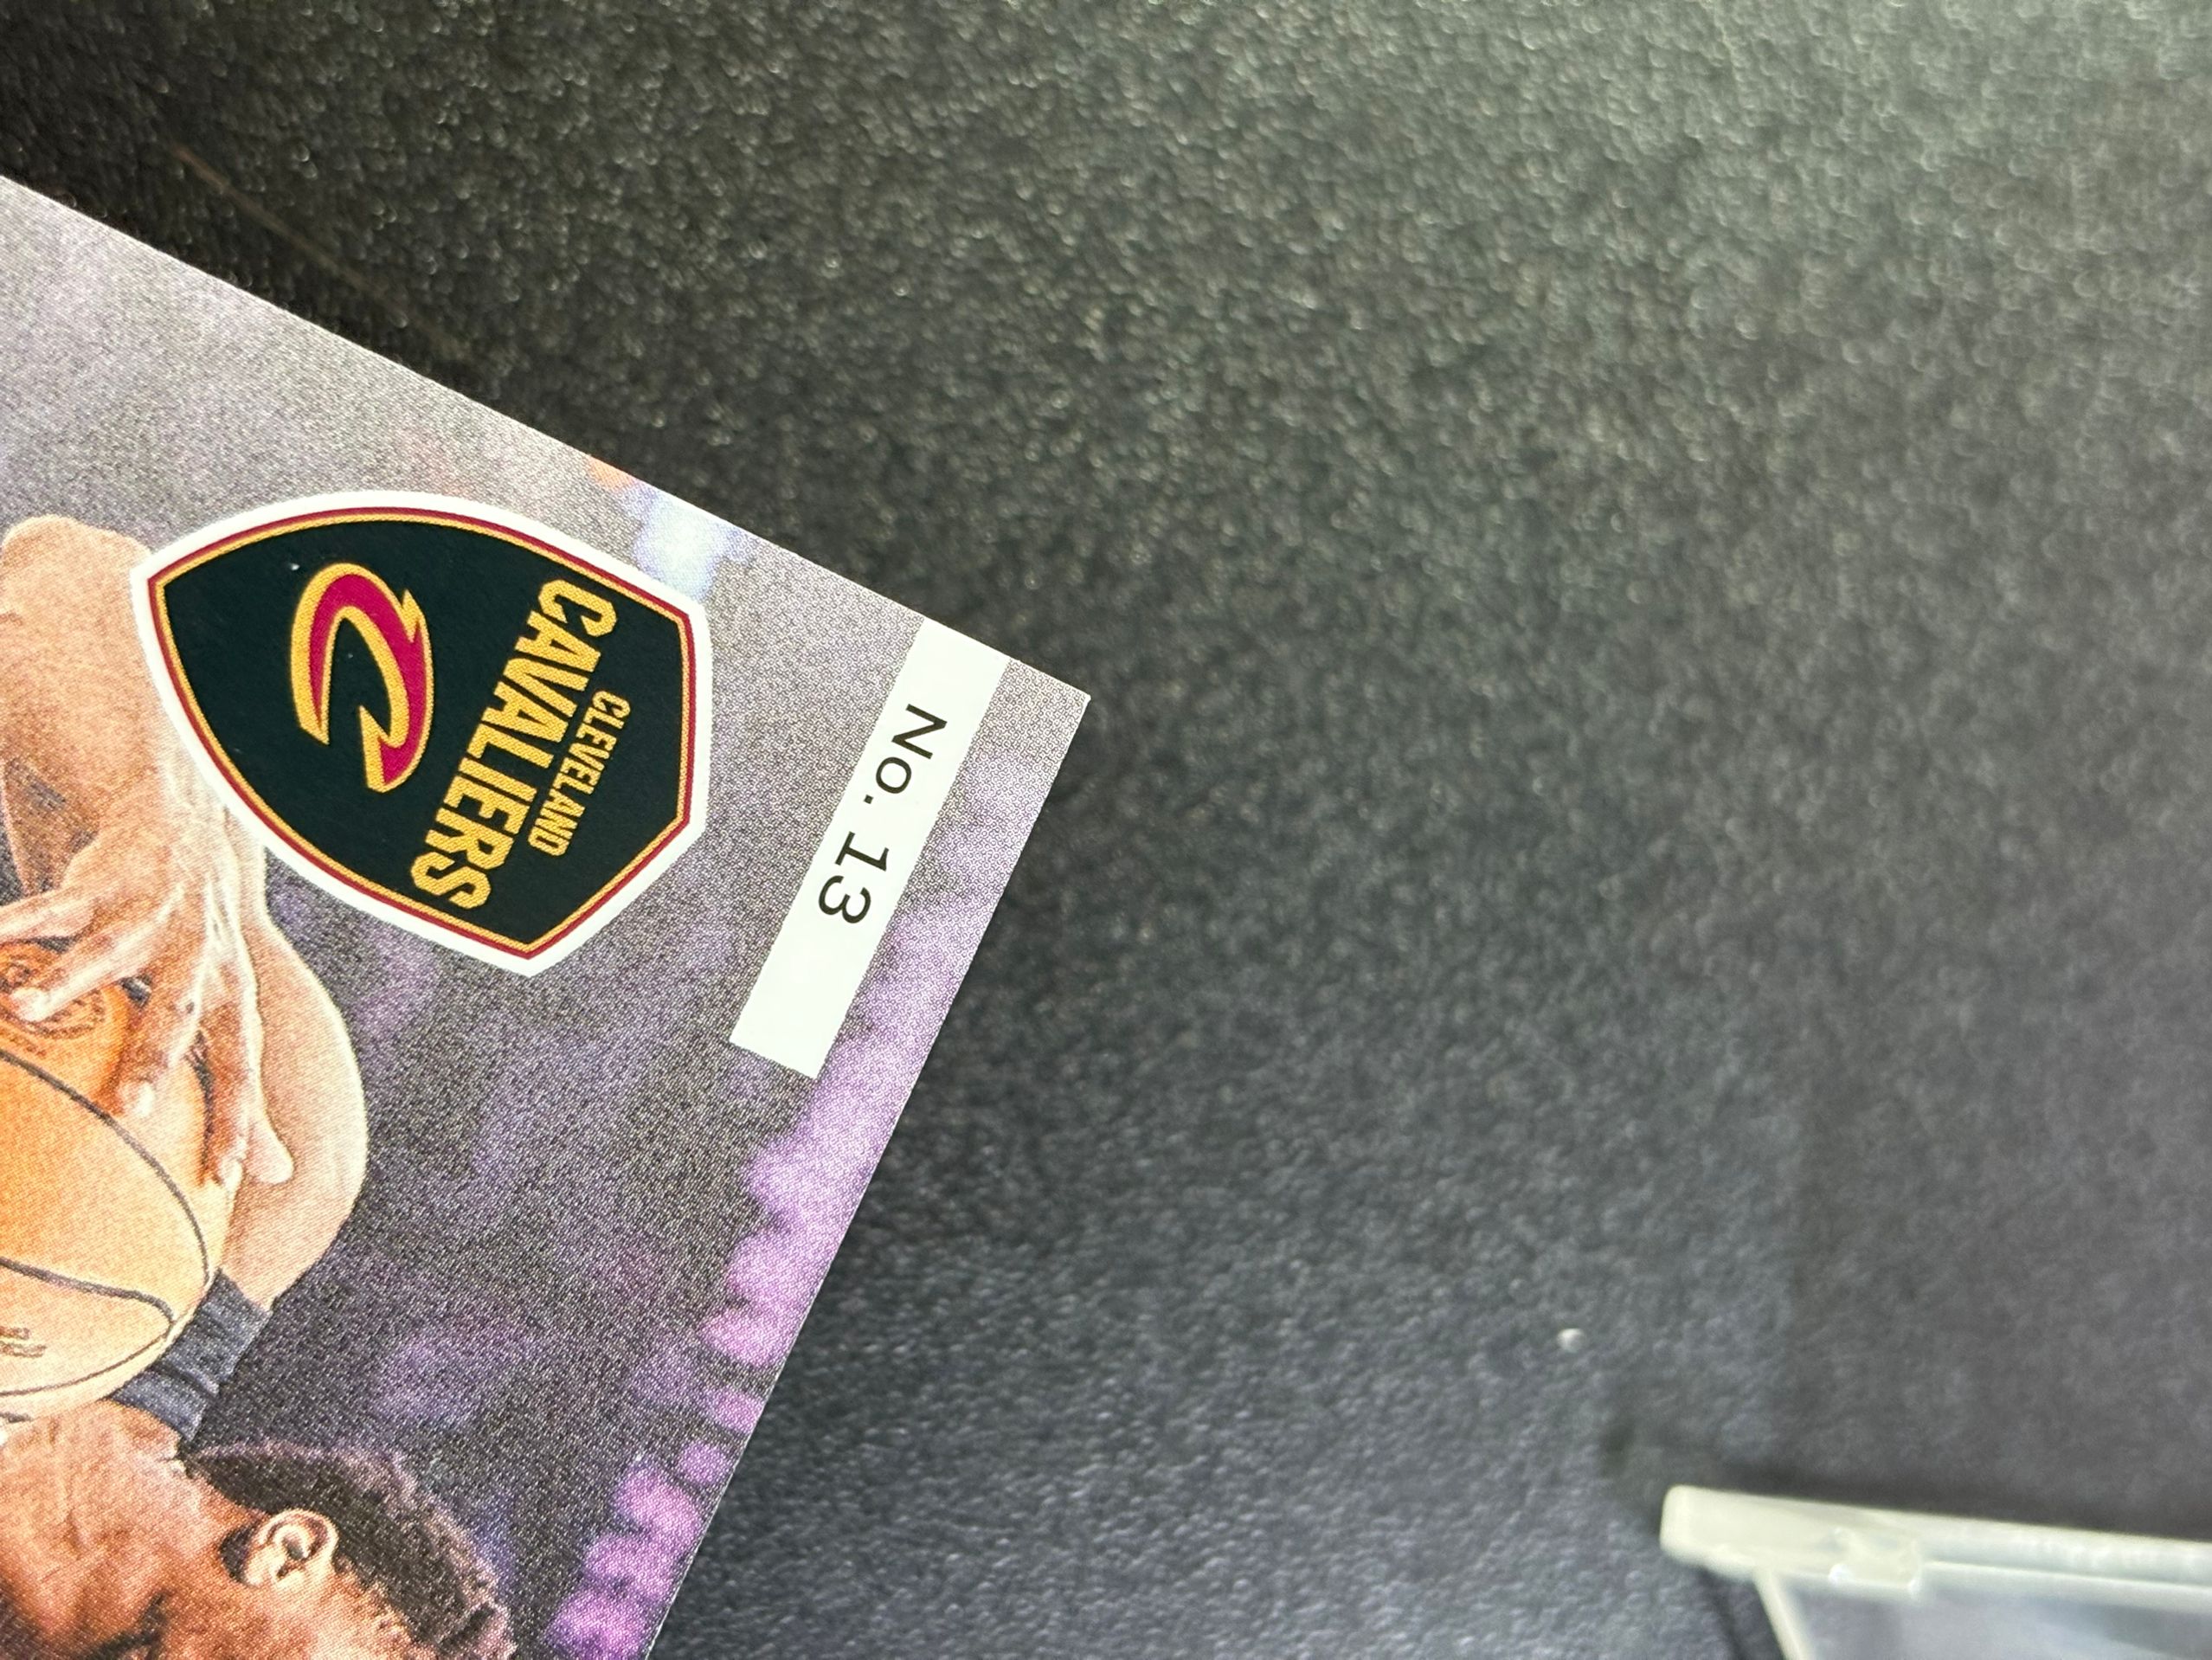 No. 13
CLEVELAND
CAVALIERS